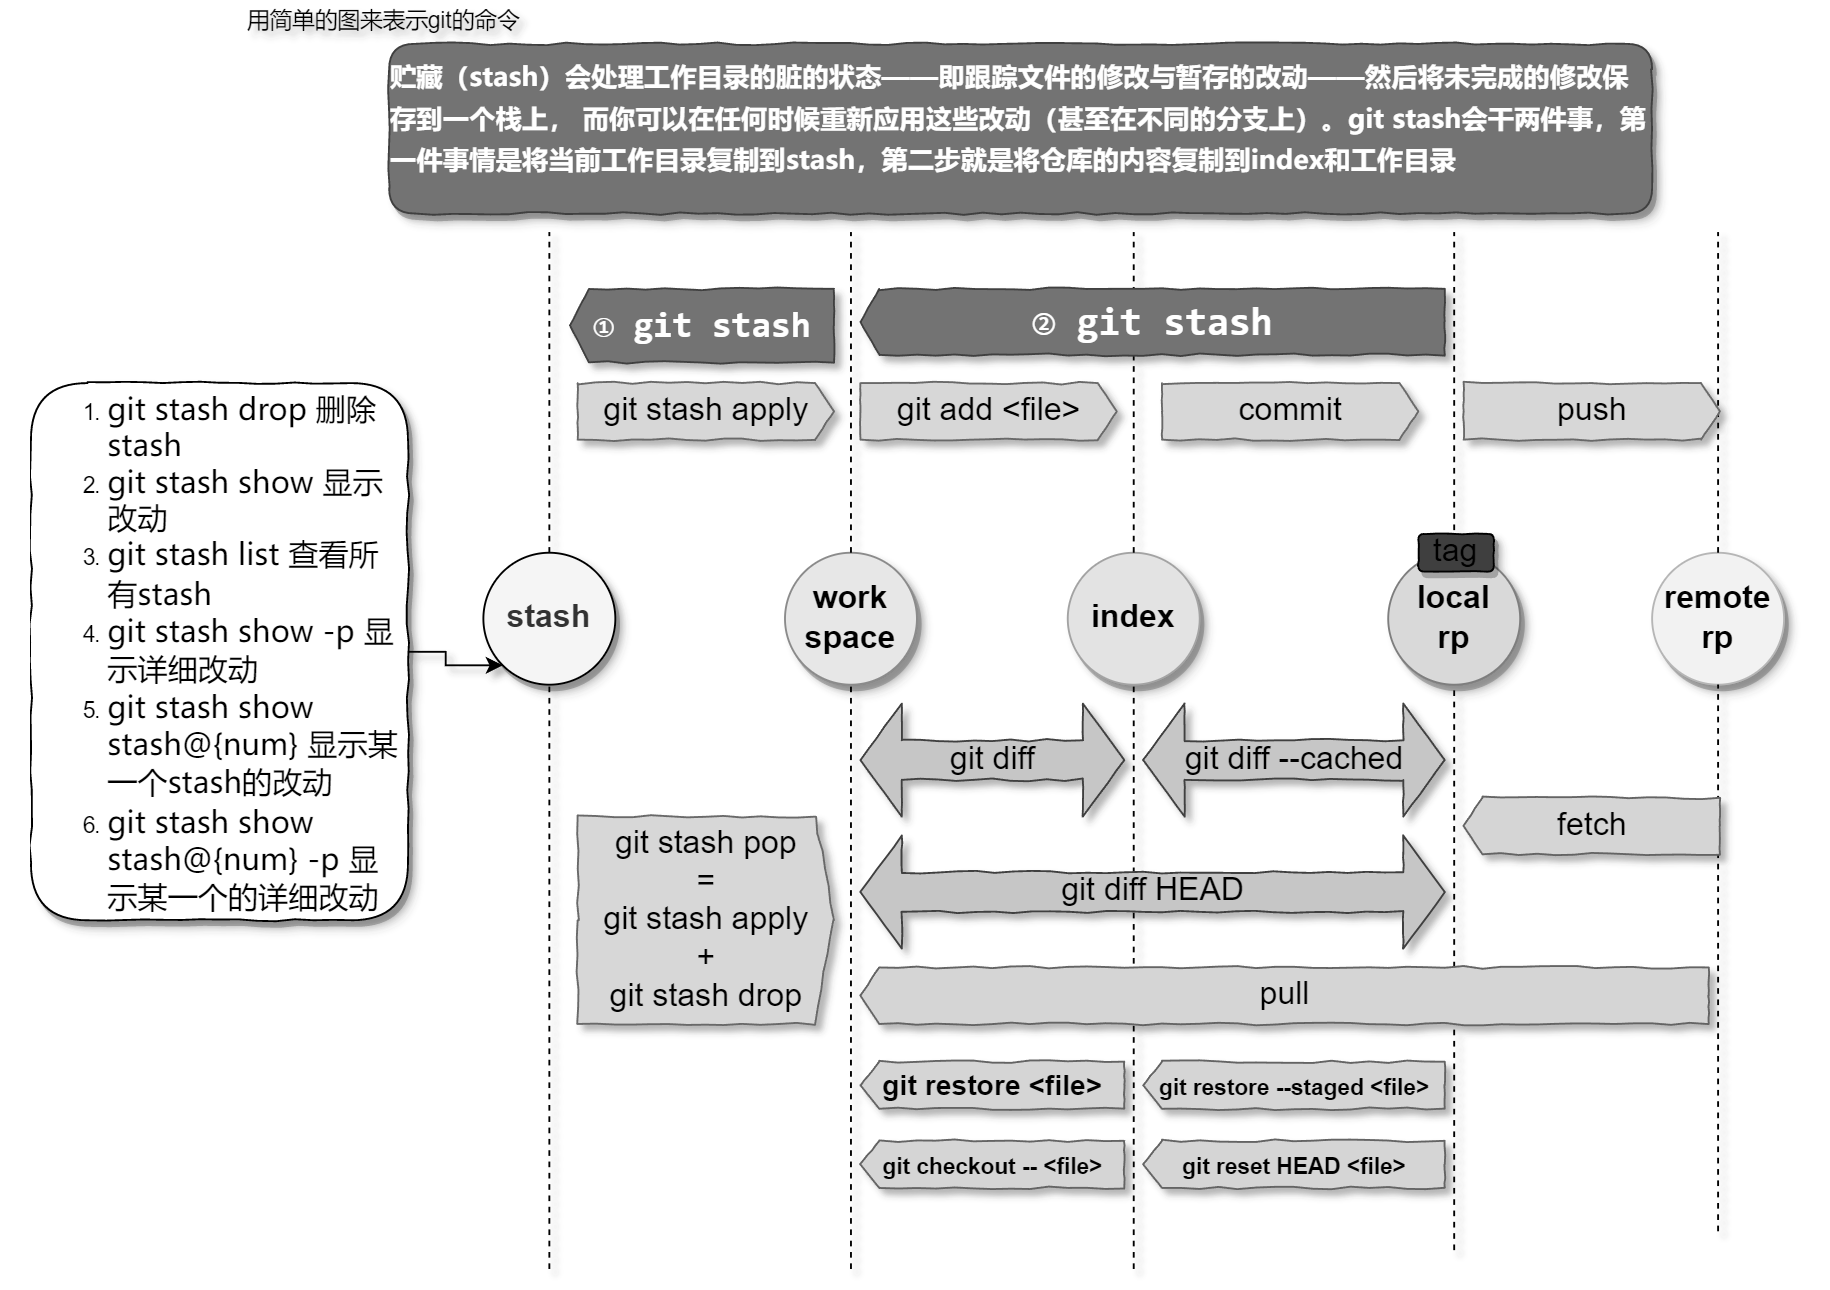 用简单的图来表示git的命令
贮藏（stash）会处理工作目录的脏的状态——即跟踪文件的修改与暂存的改动——然后将未完成的修改保
存到一个栈上， 而你可以在任何时候重新应用这些改动（甚至在不同的分支上）。git stash会干两件事，第
一件事情是将当前工作目录复制到stash，第二步就是将仓库的内容复制到index和工作目录
① git stash
② git stash
git stash apply
git add <file>
commit
push
1. git stash drop 删除
stash
2. git stash show 显示
改动
3. git stash list 查看所
有stash
4. git stash show -p 显
示详细改动
5. git stash show
stash@{num} 显示某
一个stash的改动
6. git stash show
stash@{num} -p 显
示某一个的详细改动
stash
work
space
index
tag
local
rp
remote
rp
git diff
git diff --cached
fetch
git stash pop
=
git stash apply
+
git stash drop
git diff HEAD
pull
git restore <file>
git restore --staged <file>
git checkout -- <file>
git reset HEAD <file>